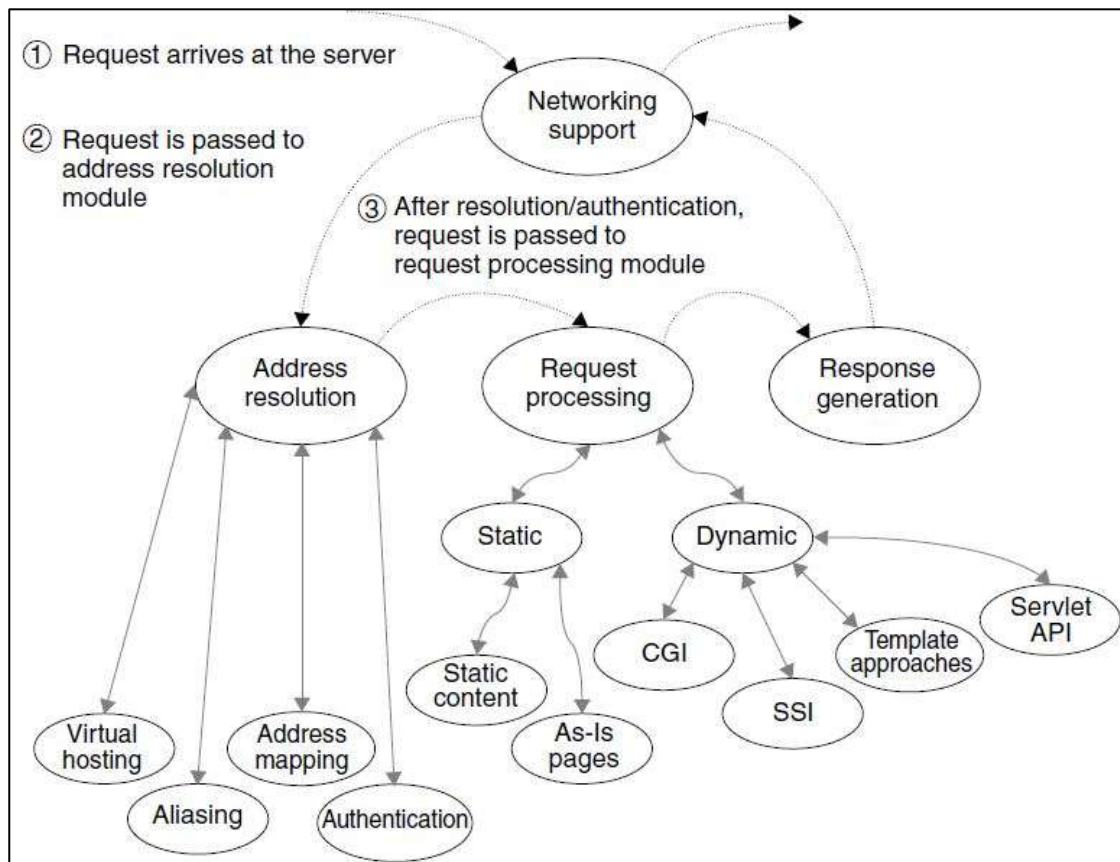 ① Request arrives at the server
Networking
support
② Request is passed to
address resolution
module
③ After resolution/authentication,
request is passed to
request processing module
Address
resolution
Request
processing
Response
generation
Static
Dynamic
Static
content
As-Is
pages
CGI
SSI
Template
approaches
Servlet
API
Virtual
hosting
Aliasing
Address
mapping
Authentication